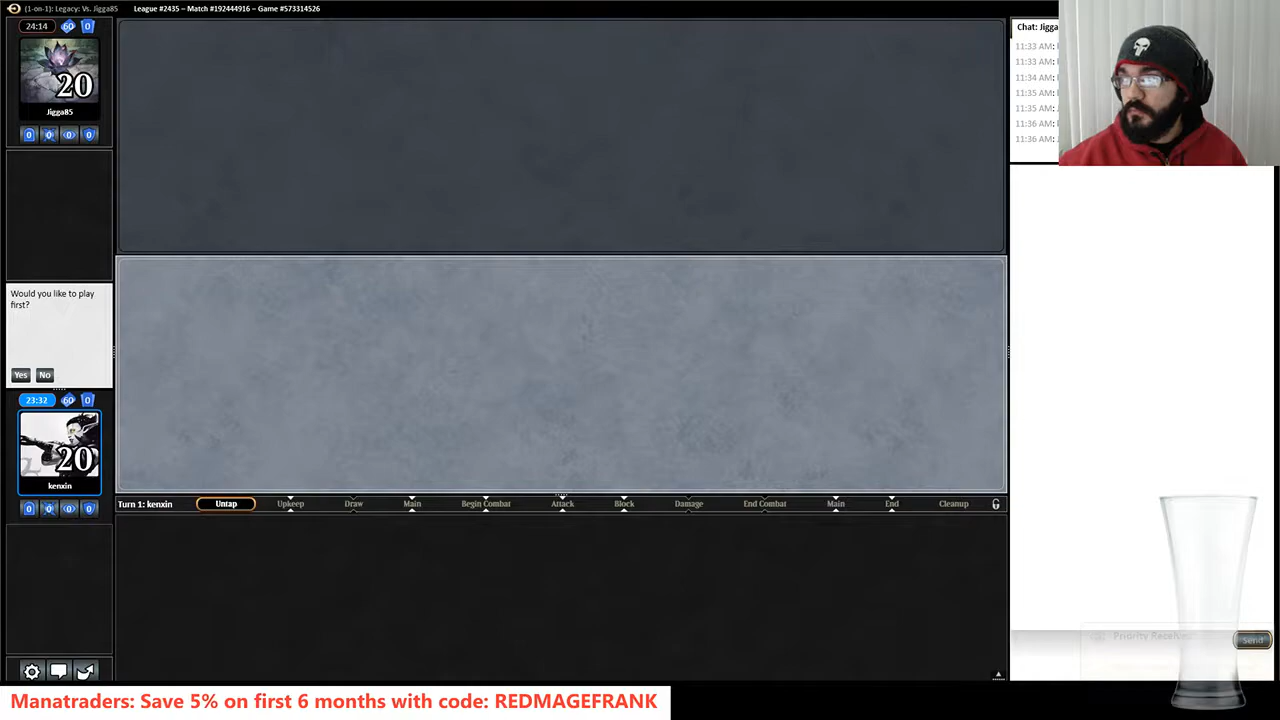 (1-on-1): Legacy: Vs. Jigga85
League #2435 – Match #192444916 – Game #573314526
24:14
60
0
20
Jigga85
0
0
0
0
Chat: Jigga
11:33 AM:
11:33 AM:
11:34 AM:
11:35 AM:
11:35 AM:
11:36 AM:
11:36 AM:
Would you like to play
first?
Yes
No
23:32
60
0
20
kenxin
0
0
0
0
Turn 1: kenxin
Untap
Upkeep
Draw
Main
Begin Combat
Attack
Block
Damage
End Combat
Main
End
Cleanup
Priority Receive
Send
Manatraders: Save 5% on first 6 months with code: REDMAGEFRANK